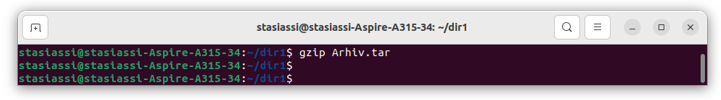 stasiassi@stasiassi-Aspire-A315-34: ~/dir1
stasiassi@stasiassi-Aspire-A315-34:~/dir1$ gzip Arhiv.tar
stasiassi@stasiassi-Aspire-A315-34:~/dir1$
stasiassi@stasiassi-Aspire-A315-34:~/dir1$